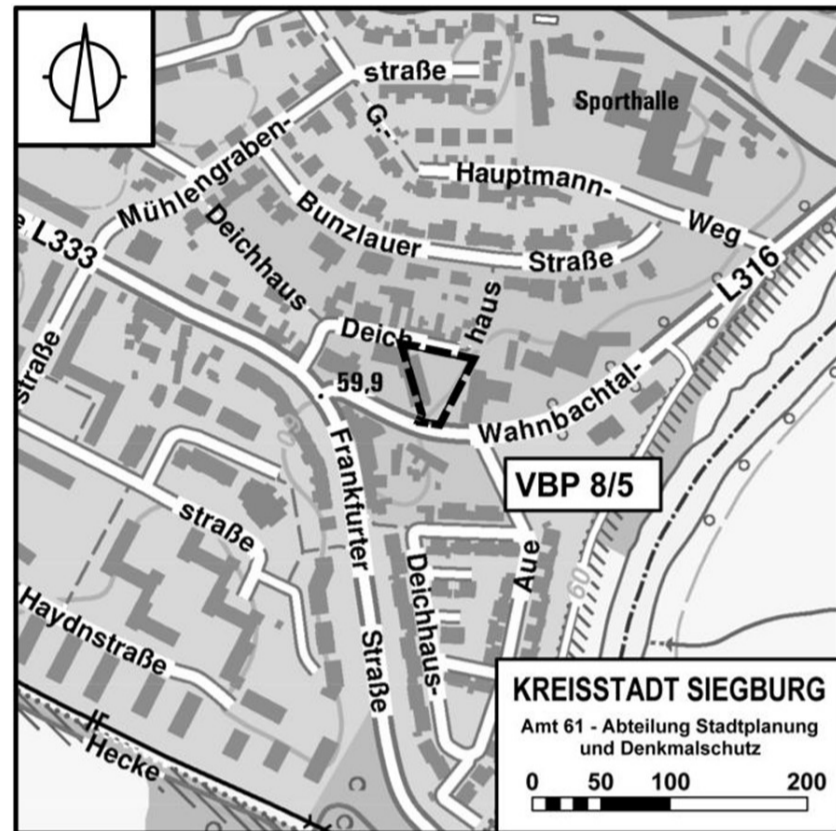 straße
G.-
Sporthalle
Mühlengraben-
Hauptmann-
Weg
Deichhaus
Bunzlauer
Straße
L333
L316
straße
Deich-
haus
59,9
60
Wahnbachtal-
Frankfurter
Straße
VBP 8/5
straße
Deichhaus-
Aue
60
Haydnstraße
Hecke
KREISSTADT SIEGBURG
Amt 61 - Abteilung Stadtplanung
und Denkmalschutz
0 50 100 200